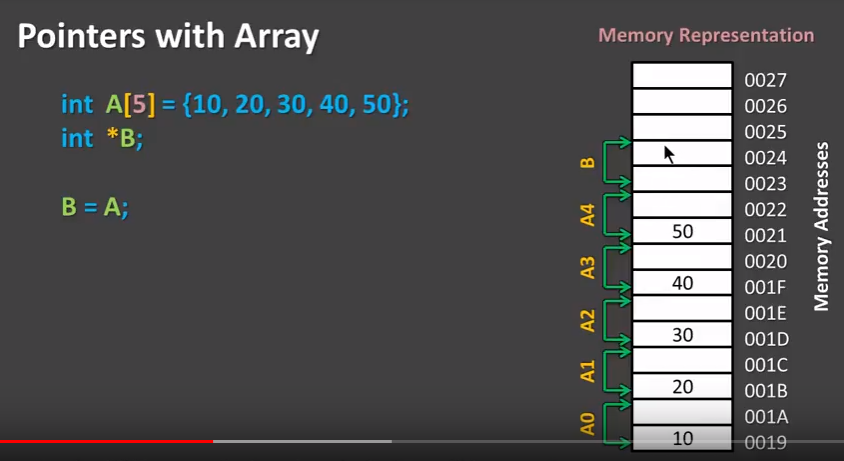 Pointers with Array
Memory Representation
int A[5] = {10, 20, 30, 40, 50};
int *B;
B = A;
0027
0026
0025
B
0024
0023
A4
0022
50 0021
A3
0020
40 001F
A2
001E
30 001D
A1
001C
20 001B
A0
001A
10 0019
Memory Addresses